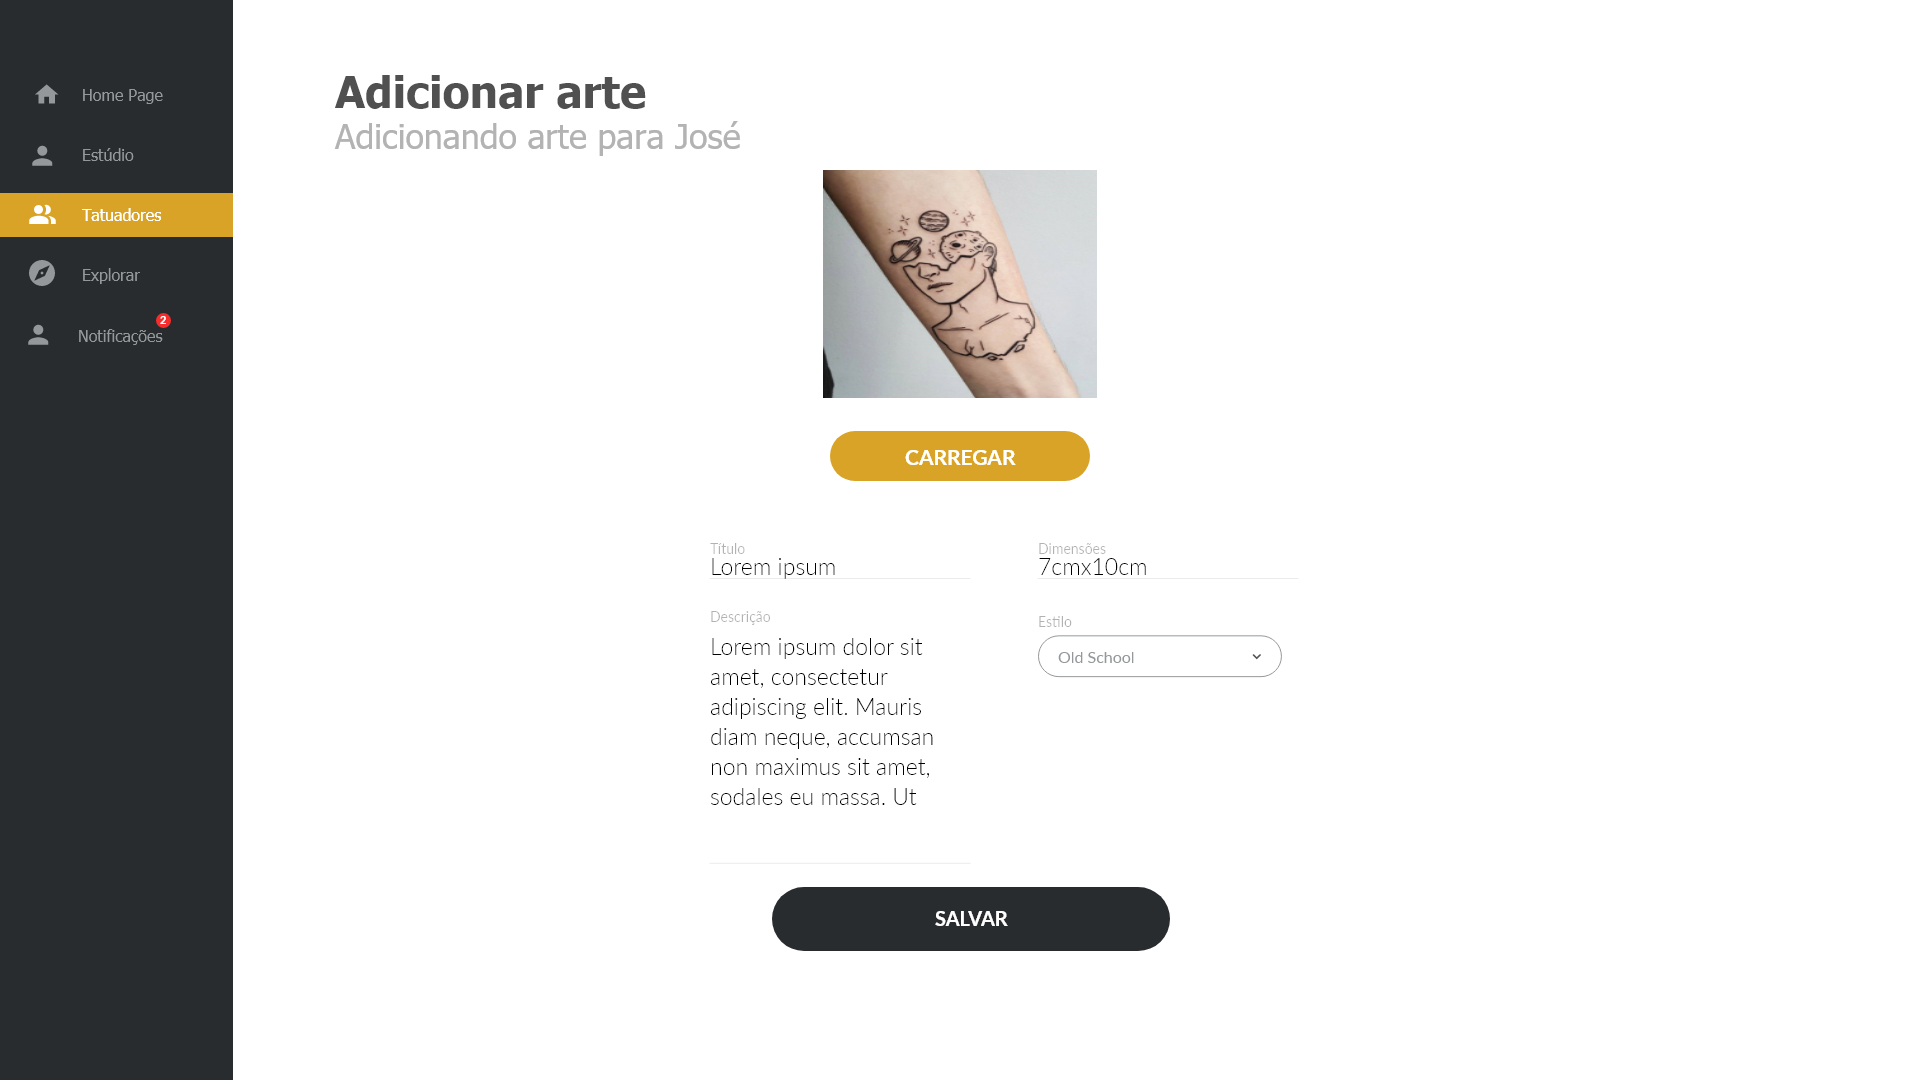 Home Page
Estúdio
Tatuadores
Explorar
Notificações
2
Adicionar arte
Adicionando arte para José
CARREGAR
Título
Lorem ipsum
Dimensões
7cmx10cm
Descrição
Lorem ipsum dolor sit
amet, consectetur
adipiscing elit. Mauris
diam neque, accumsan
non maximus sit amet,
sodales eu massa. Ut
Estilo
Old School
SALVAR